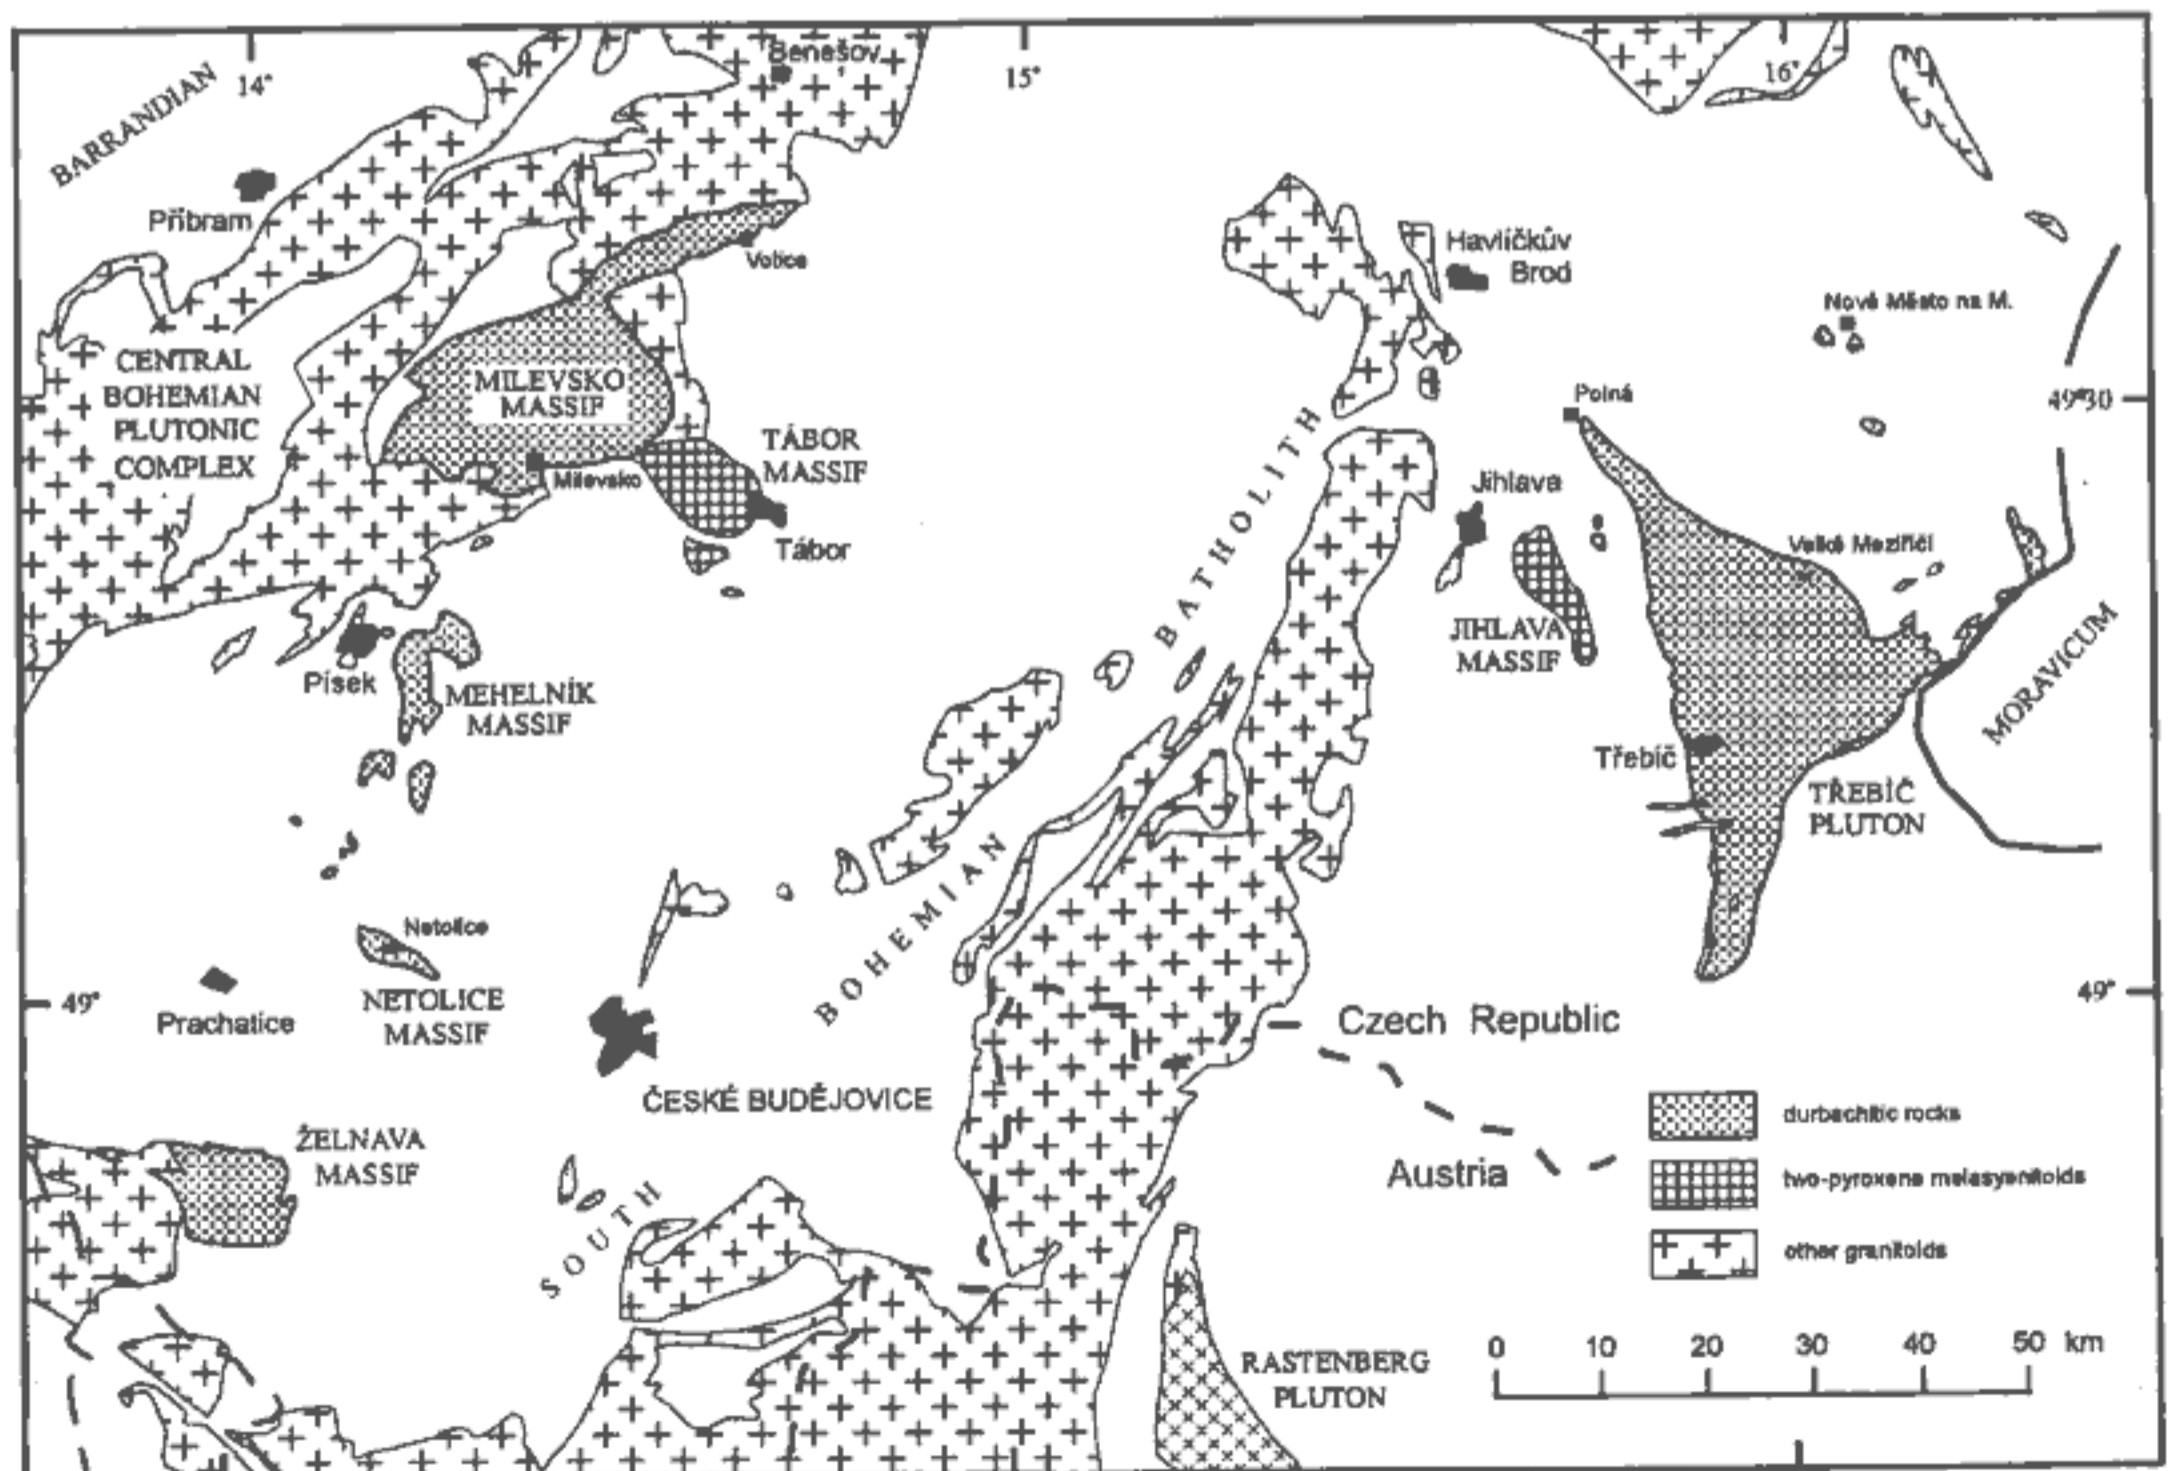 Benešov
14°
15°
16°
BARRANDIAN
Příbram
Votice
Havlíčkův
Brod
Nové Město na M.
CENTRAL
BOHEMIAN
PLUTONIC
COMPLEX
MILEVSKO
MASSIF
Milevsko
TÁBOR
MASSIF
Tábor
Polná
49°30
Jihlava
Velké Meziříčí
JIHLAVA
MASSIF
MORAVICUM
Písek
MEHELNÍK
MASSIF
Třebíč
TŘEBÍČ
PLUTON
SOUTH
BOHEMIAN
BATHOLITH
Netolice
NETOLICE
MASSIF
Prachatice
49°
49°
ČESKÉ BUDĚJOVICE
Czech Republic
Austria
ŽELNAVA
MASSIF
durbachitic rocks
two-pyroxene melasyenitoids
other granitoids
RASTENBERG
PLUTON
0 10 20 30 40 50 km